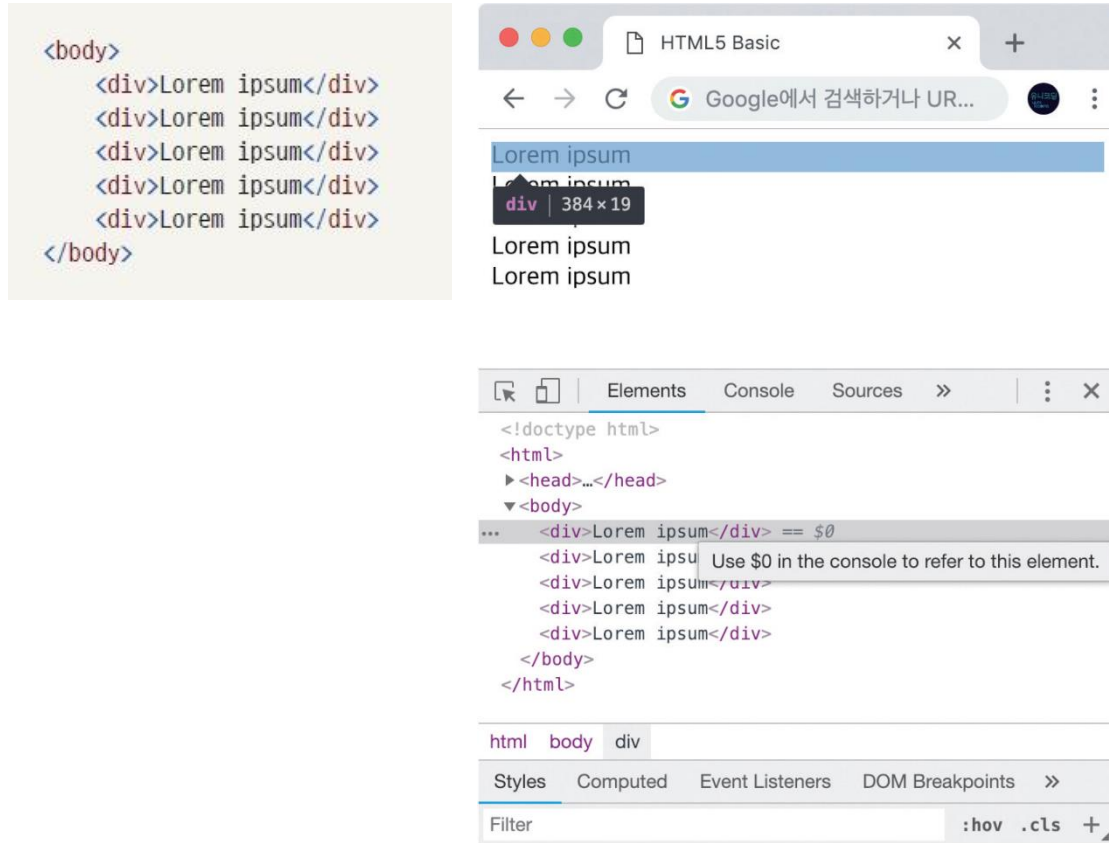 <body>
<div>Lorem ipsum</div>
<div>Lorem ipsum</div>
<div>Lorem ipsum</div>
<div>Lorem ipsum</div>
<div>Lorem ipsum</div>
</body>
HTML5 Basic
Google에서 검색하거나 UR...
Lorem ipsum
Lorem ipsum
div | 384×19
Lorem ipsum
Lorem ipsum
Elements Console Sources »
<!doctype html>
<html>
<head>…</head>
<body>
<div>Lorem ipsum</div> == $0
Use $0 in the console to refer to this element.
<div>Lorem ipsu
<div>Lorem ipsum</div>
<div>Lorem ipsum</div>
<div>Lorem ipsum</div>
</body>
</html>
html body div
Styles Computed Event Listeners DOM Breakpoints »
Filter :hov .cls +